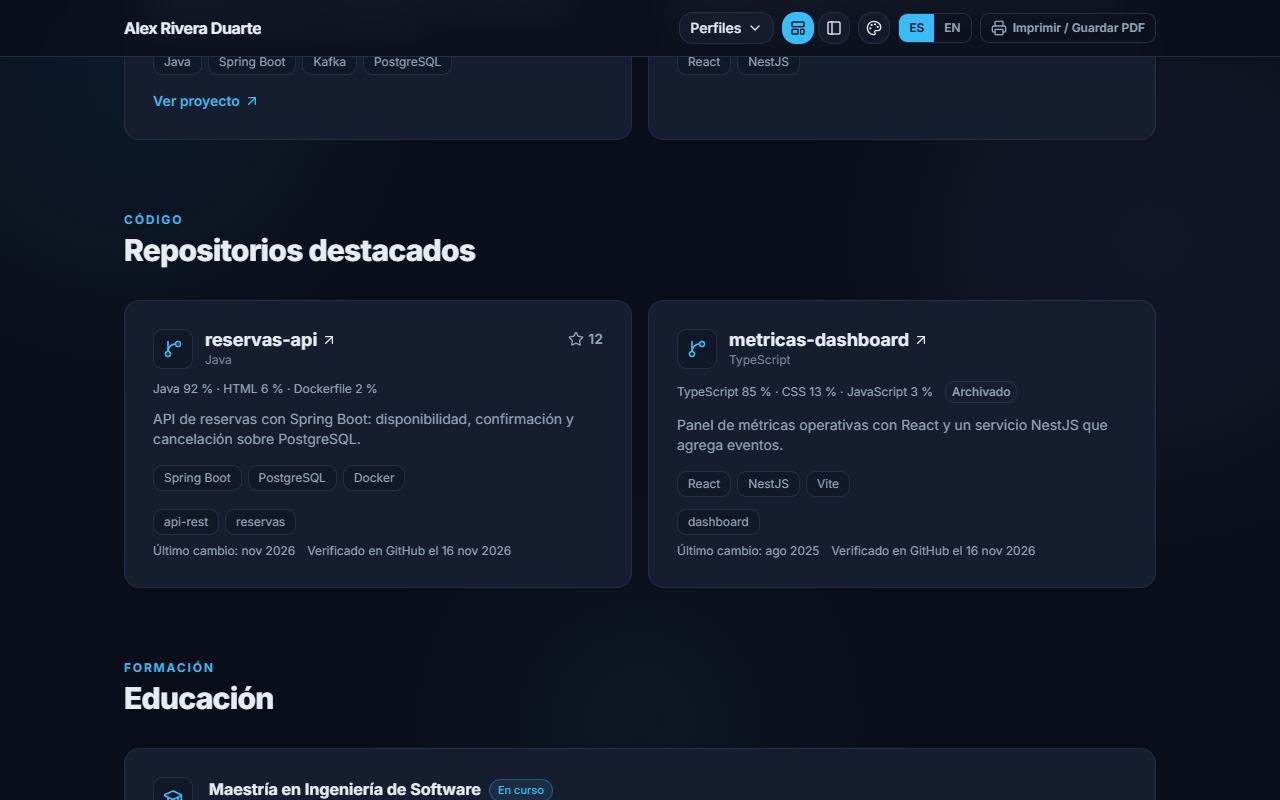 Alex Rivera Duarte
Perfiles
ES EN
Imprimir / Guardar PDF
Java Spring Boot Kafka PostgreSQL
Ver proyecto
React NestJS
CÓDIGO
Repositorios destacados
reservas-api
12
Java
Java 92 % · HTML 6 % · Dockerfile 2 %
API de reservas con Spring Boot: disponibilidad, confirmación y
cancelación sobre PostgreSQL.
Spring Boot PostgreSQL Docker
api-rest reservas
Último cambio: nov 2026 Verificado en GitHub el 16 nov 2026
metricas-dashboard
TypeScript
TypeScript 85 % · CSS 13 % · JavaScript 3 % Archivado
Panel de métricas operativas con React y un servicio NestJS que
agrega eventos.
React NestJS Vite
dashboard
Último cambio: ago 2025 Verificado en GitHub el 16 nov 2026
FORMACIÓN
Educación
Maestría en Ingeniería de Software En curso